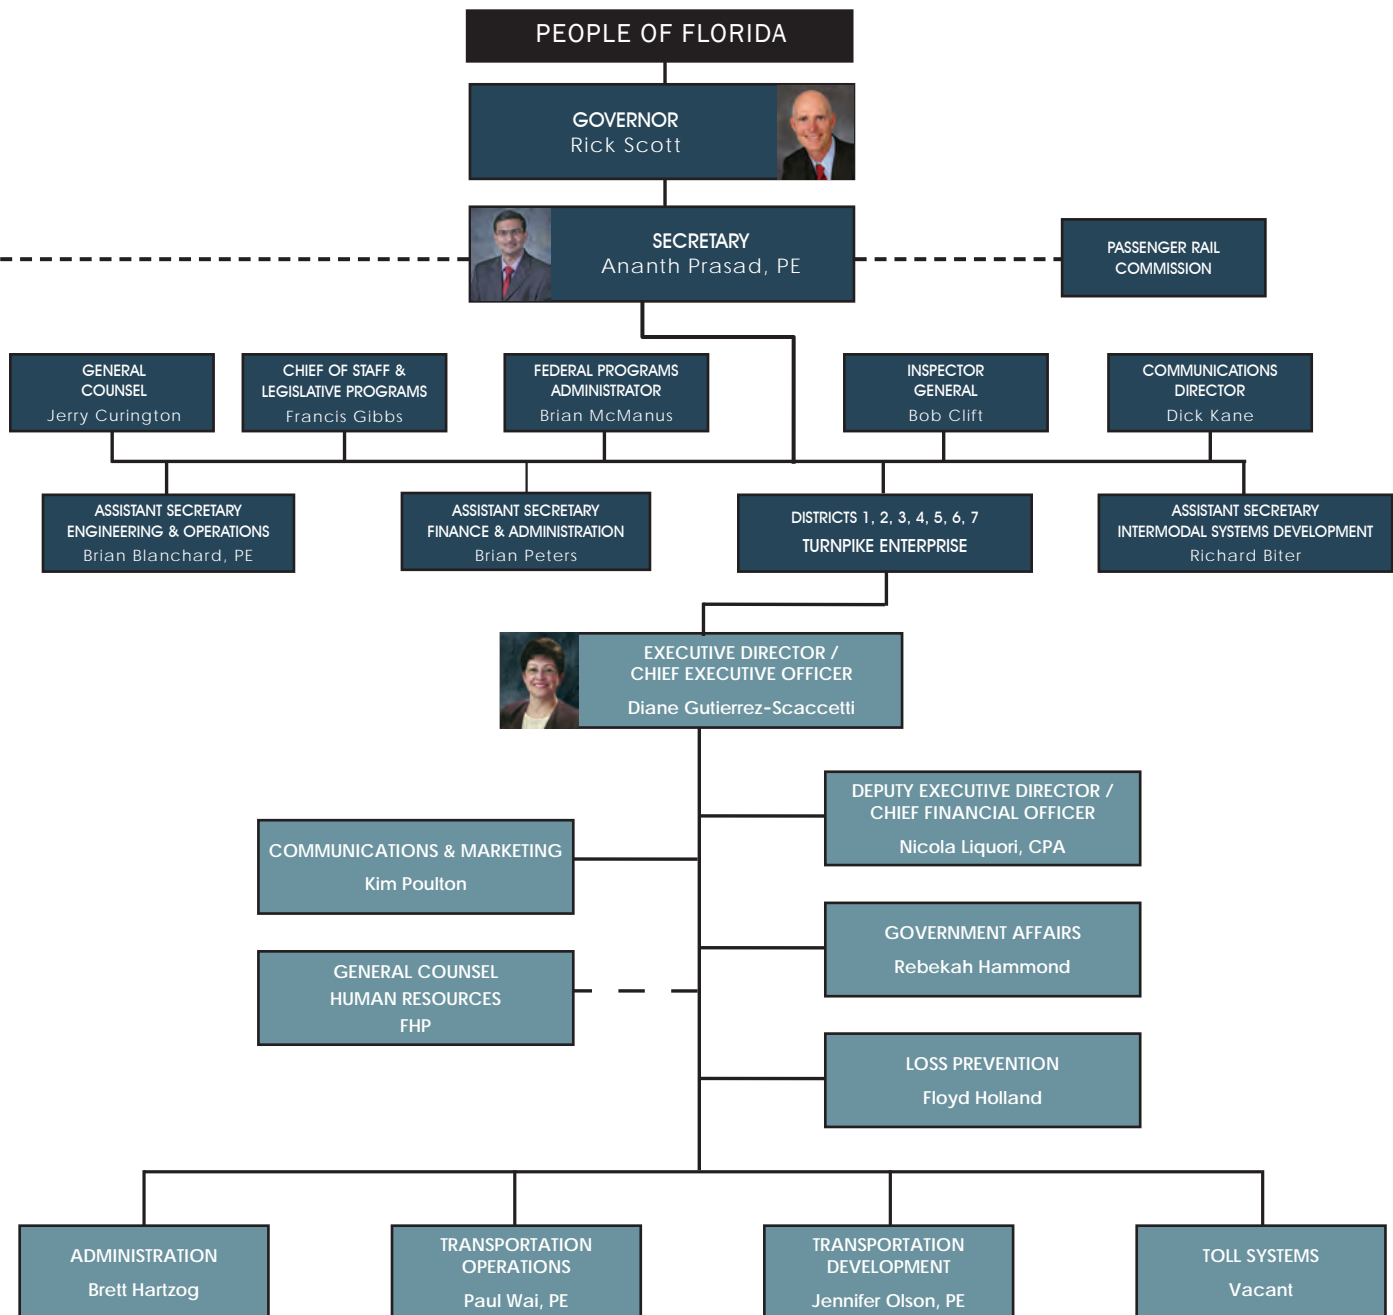 PEOPLE OF FLORIDA
GOVERNOR
Rick Scott
SECRETARY
Ananth Prasad, PE
PASSENGER RAIL
COMMISSION
GENERAL
COUNSEL
Jerry Curington
CHIEF OF STAFF &
LEGISLATIVE PROGRAMS
Francis Gibbs
FEDERAL PROGRAMS
ADMINISTRATOR
Brian McManus
INSPECTOR
GENERAL
Bob Clift
COMMUNICATIONS
DIRECTOR
Dick Kane
ASSISTANT SECRETARY
ENGINEERING & OPERATIONS
Brian Blanchard, PE
ASSISTANT SECRETARY
FINANCE & ADMINISTRATION
Brian Peters
DISTRICTS 1, 2, 3, 4, 5, 6, 7
TURNPIKE ENTERPRISE
ASSISTANT SECRETARY
INTERMODAL SYSTEMS DEVELOPMENT
Richard Biter
EXECUTIVE DIRECTOR /
CHIEF EXECUTIVE OFFICER
Diane Gutierrez-Scaccetti
DEPUTY EXECUTIVE DIRECTOR /
CHIEF FINANCIAL OFFICER
Nicola Liquori, CPA
COMMUNICATIONS & MARKETING
Kim Poulton
GOVERNMENT AFFAIRS
Rebekah Hammond
GENERAL COUNSEL
HUMAN RESOURCES
FHP
LOSS PREVENTION
Floyd Holland
ADMINISTRATION
Brett Hartzog
TRANSPORTATION
OPERATIONS
Paul Wai, PE
TRANSPORTATION
DEVELOPMENT
Jennifer Olson, PE
TOLL SYSTEMS
Vacant